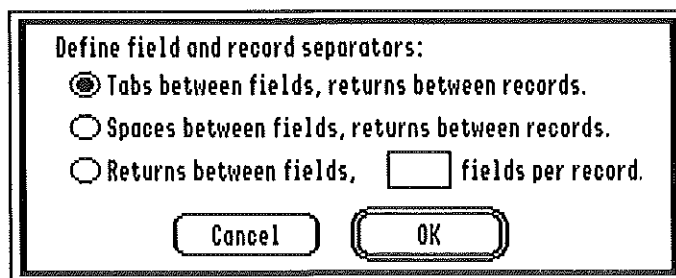 Define field and record separators:
Tabs between fields, returns between records.
Spaces between fields, returns between records.
Returns between fields, fields per record.
Cancel OK